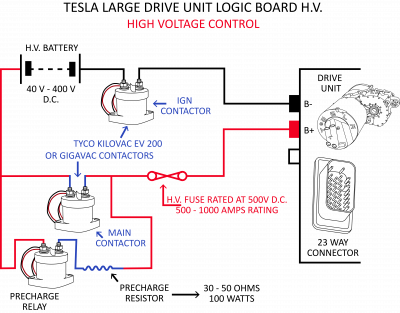 TESLA LARGE DRIVE UNIT LOGIC BOARD H.V.
HIGH VOLTAGE CONTROL
H.V. BATTERY
40 V - 400 V
D.C.
IGN
CONTACTOR
DRIVE
UNIT
B-
B+
TYCO KILOVAC EV 200
OR GIGAVAC CONTACTORS
H.V. FUSE RATED AT 500V D.C.
500 - 1000 AMPS RATING
MAIN
CONTACTOR
23 WAY
CONNECTOR
PRECHARGE
RELAY
PRECHARGE
RESISTOR
30 - 50 OHMS
100 WATTS